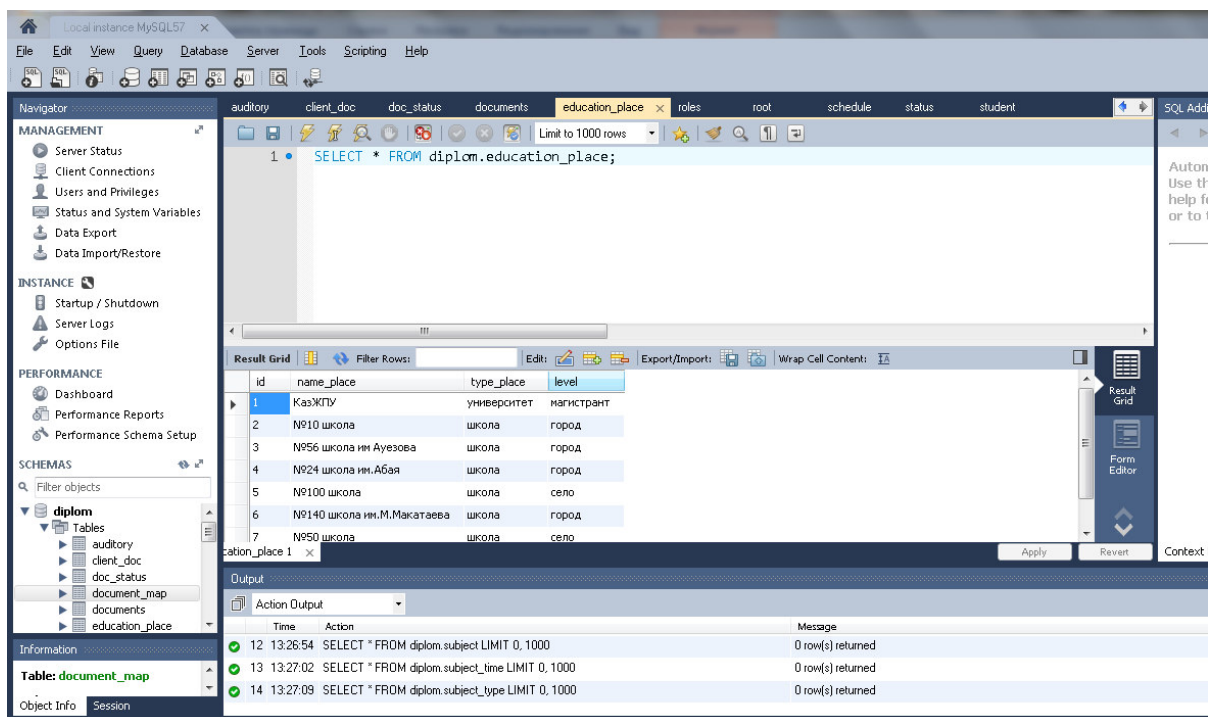 Local instance MySQL57 ×
File Edit View Query Database Server Tools Scripting Help
Navigator
MANAGEMENT
Server Status
Client Connections
Users and Privileges
Status and System Variables
Data Export
Data Import/Restore
INSTANCE
Startup / Shutdown
Server Logs
Options File
PERFORMANCE
Dashboard
Performance Reports
Performance Schema Setup
SCHEMAS
Filter objects
diplom
Tables
auditory
client_doc
doc_status
document_map
documents
education_place
Information
Table: document_map
Object Info Session
auditory client_doc doc_status documents education_place × roles root schedule status student
Limit to 1000 rows
1 SELECT * FROM diplom.education_place;
Result Grid Filter Rows: Edit: Export/Import: Wrap Cell Content:
id name_place type_place level
1 КазЖПУ университет магистрант
2 №10 школа школа город
3 №56 школа им Ауезова школа город
4 №24 школа им.Абая школа город
5 №100 школа школа село
6 №140 школа им.М.Макатаева школа город
7 №50 школа школа село
Result Grid
Form Editor
cation_place 1 ×
Apply Revert
Output
Action Output
Time Action Message
12 13:26:54 SELECT * FROM diplom.subject LIMIT 0, 1000 0 row(s) returned
13 13:27:02 SELECT * FROM diplom.subject_time LIMIT 0, 1000 0 row(s) returned
14 13:27:09 SELECT * FROM diplom.subject_type LIMIT 0, 1000 0 row(s) returned
SQL Addi
Auton
Use th
help fo
or to t
Context